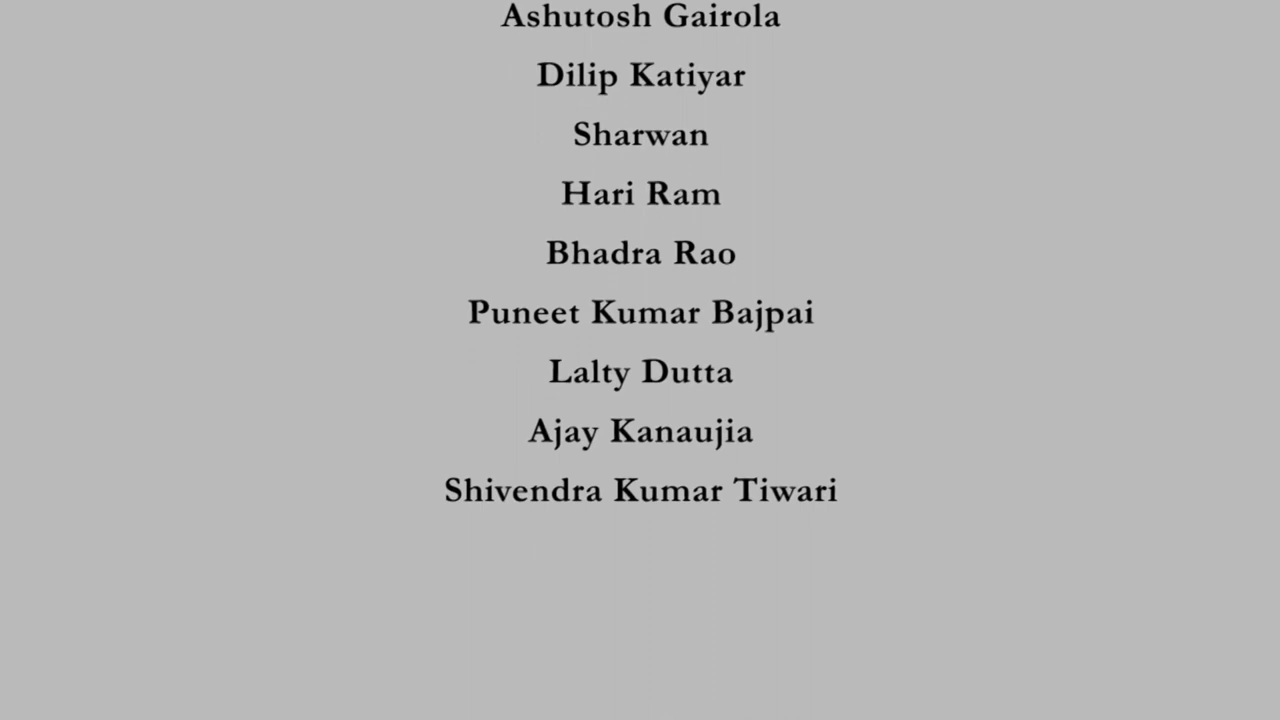 Ashutosh Gairola
Dilip Katiyar
Sharwan
Hari Ram
Bhadra Rao
Puneet Kumar Bajpai
Lalty Dutta
Ajay Kanaujia
Shivendra Kumar Tiwari